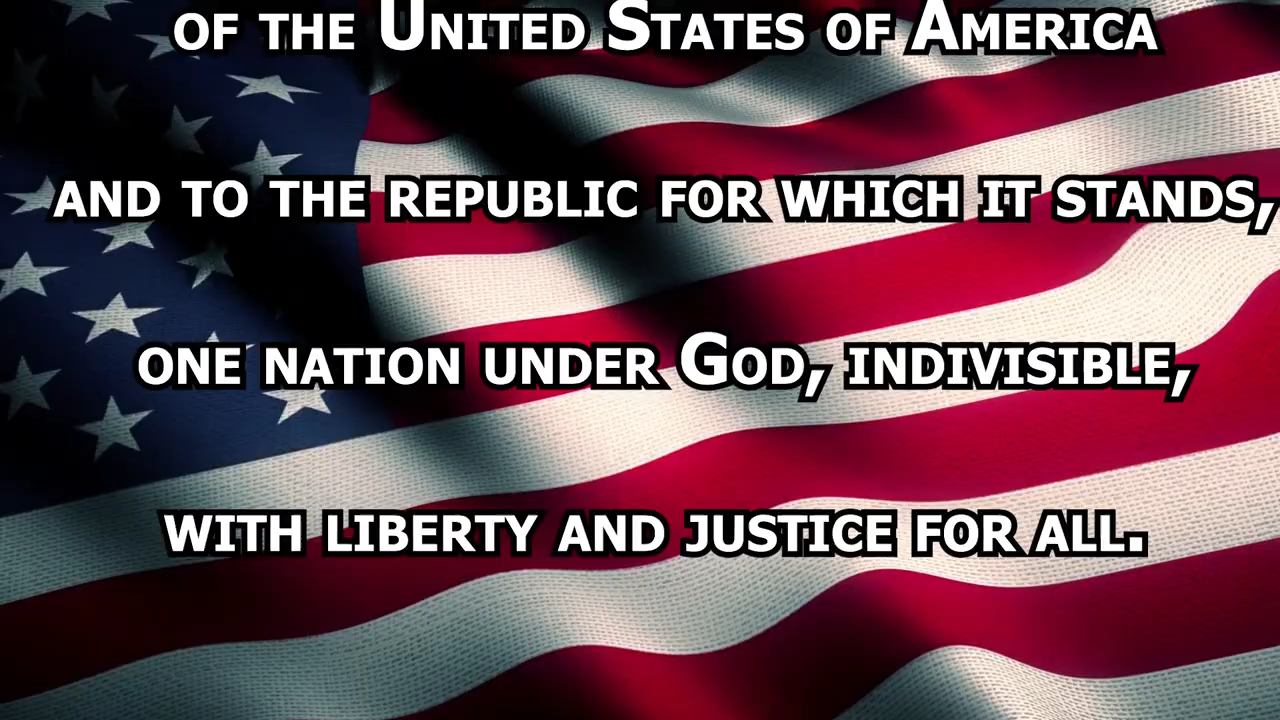 of the United States of America
and to the republic for which it stands,
one nation under God, indivisible,
with liberty and justice for all.